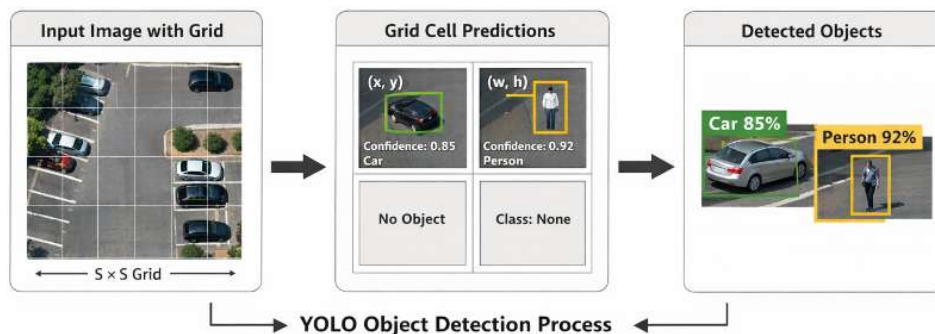 Input Image with Grid
S × S Grid
Grid Cell Predictions
(x, y)
Confidence: 0.85
Car
(w, h)
Confidence: 0.92
Person
No Object
Class: None
Detected Objects
Car 85%
Person 92%
YOLO Object Detection Process